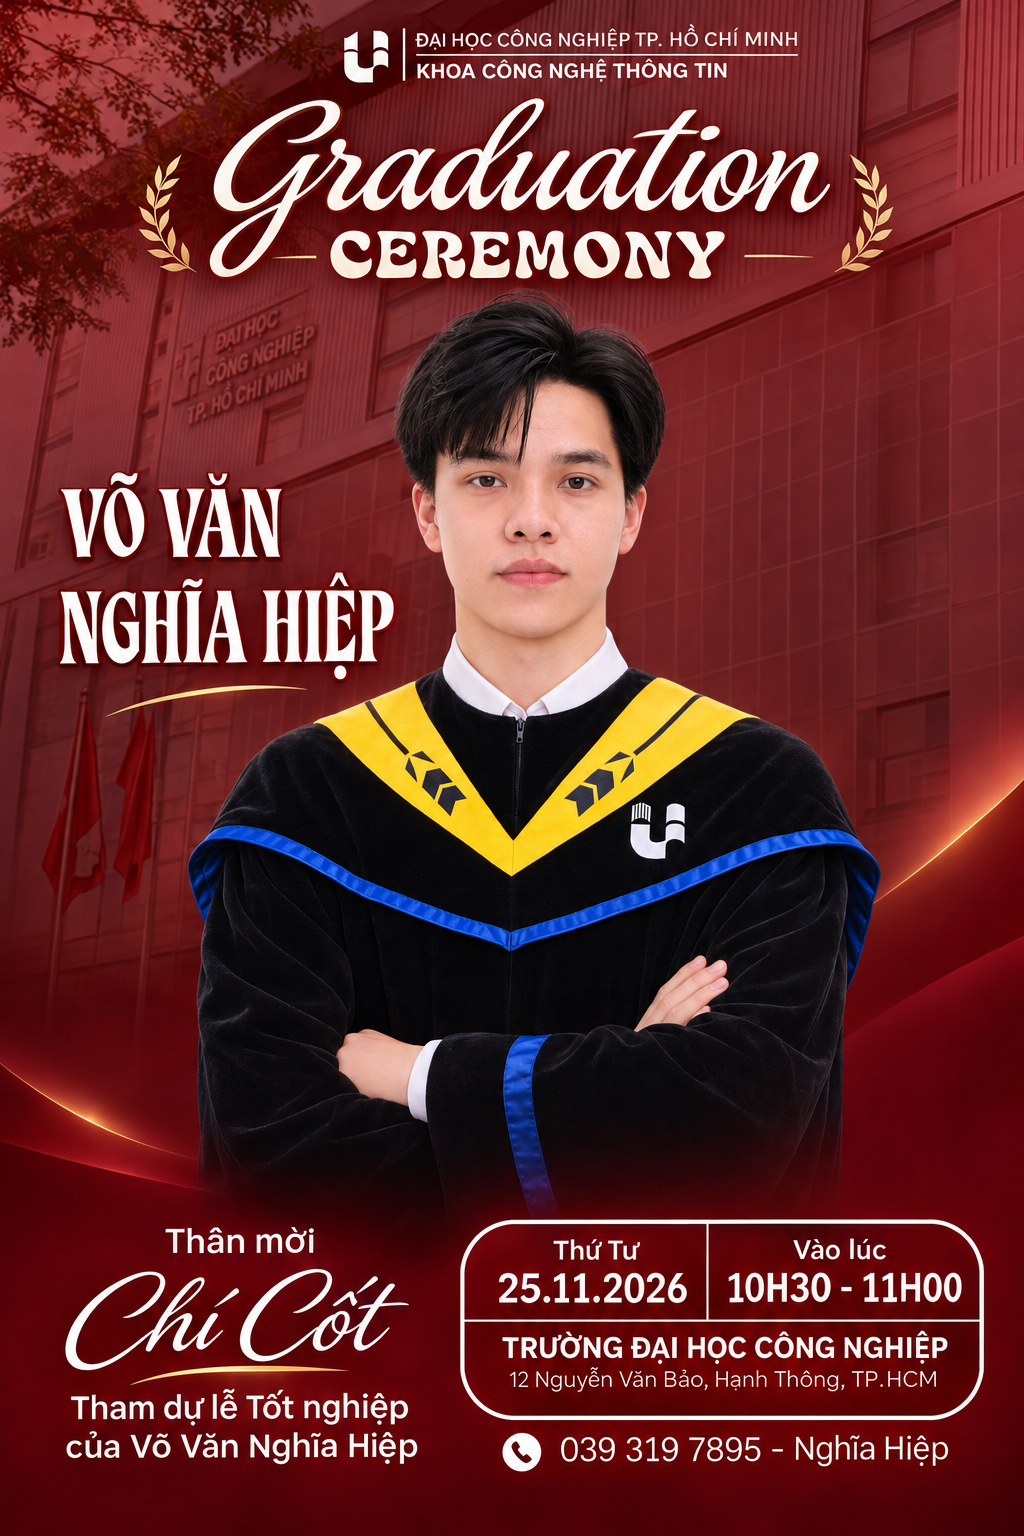 ĐẠI HỌC CÔNG NGHIỆP TP. HỒ CHÍ MINH
KHOA CÔNG NGHỆ THÔNG TIN
Graduation
CEREMONY
ĐẠI HỌC
CÔNG NGHIỆP
TP. HỒ CHÍ MINH
VÕ VĂN
NGHĨA HIỆP
Thân mời
Chí Cốt
Tham dự lễ Tốt nghiệp
của Võ Văn Nghĩa Hiệp
Thứ Tư
25.11.2026
Vào lúc
10H30 - 11H00
TRƯỜNG ĐẠI HỌC CÔNG NGHIỆP
12 Nguyễn Văn Bảo, Hạnh Thông, TP.HCM
039 319 7895 - Nghĩa Hiệp